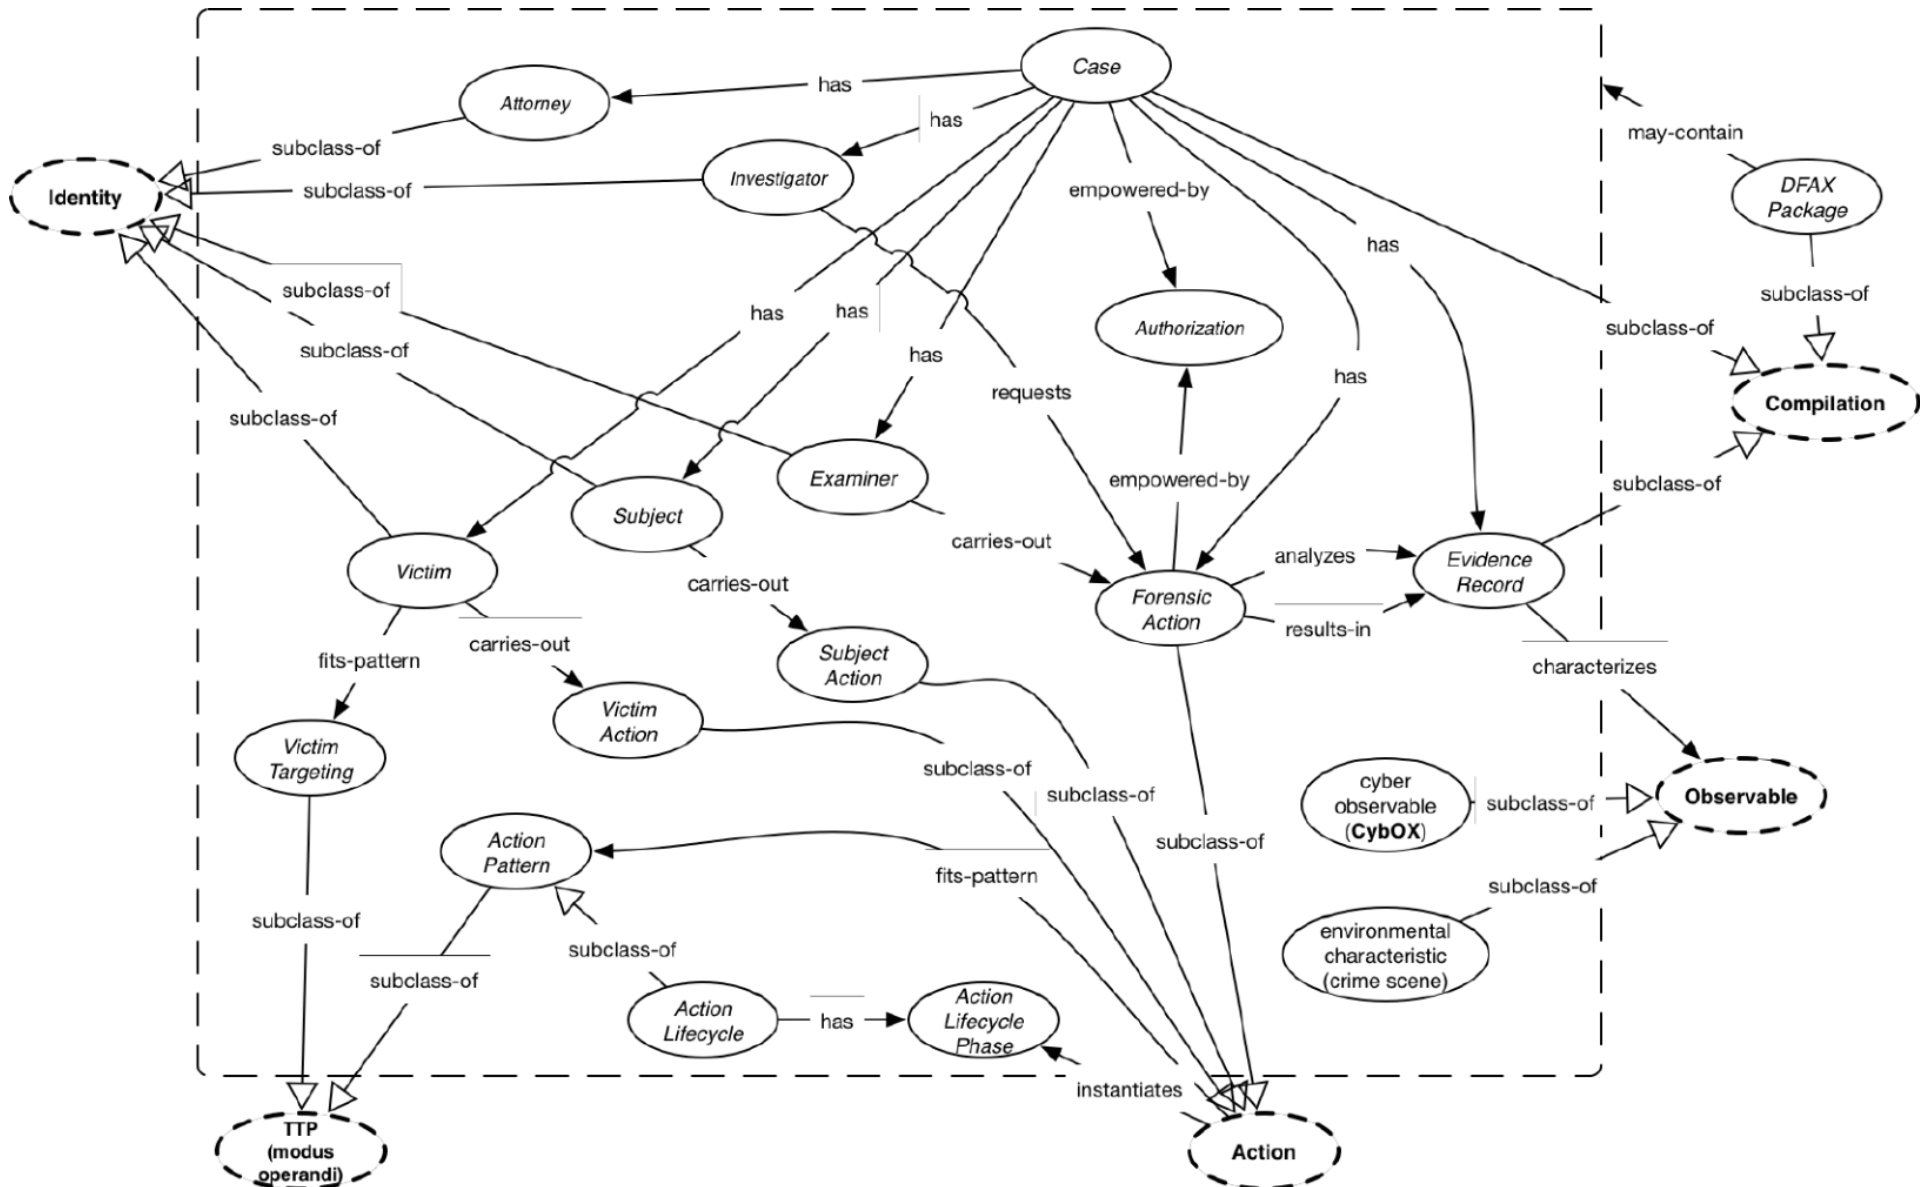 Case
has
Attorney
has
may-contain
subclass-of
Investigator
Identity
subclass-of
empowered-by
DFAX
Package
has
subclass-of
subclass-of
has
has
Authorization
subclass-of
subclass-of
has
has
requests
Compilation
subclass-of
Examiner
empowered-by
subclass-of
Subject
carries-out
analyzes
Evidence
Record
Victim
carries-out
Forensic
Action
results-in
carries-out
fits-pattern
Subject
Action
characterizes
Victim
Action
Victim
Targeting
subclass-of
subclass-of
cyber
observable
(CybOX)
subclass-of
Observable
Action
Pattern
subclass-of
fits-pattern
subclass-of
subclass-of
subclass-of
environmental
characteristic
(crime scene)
subclass-of
Action
Lifecycle
has
Action
Lifecycle
Phase
instantiates
TTP
(modus
operandi)
Action